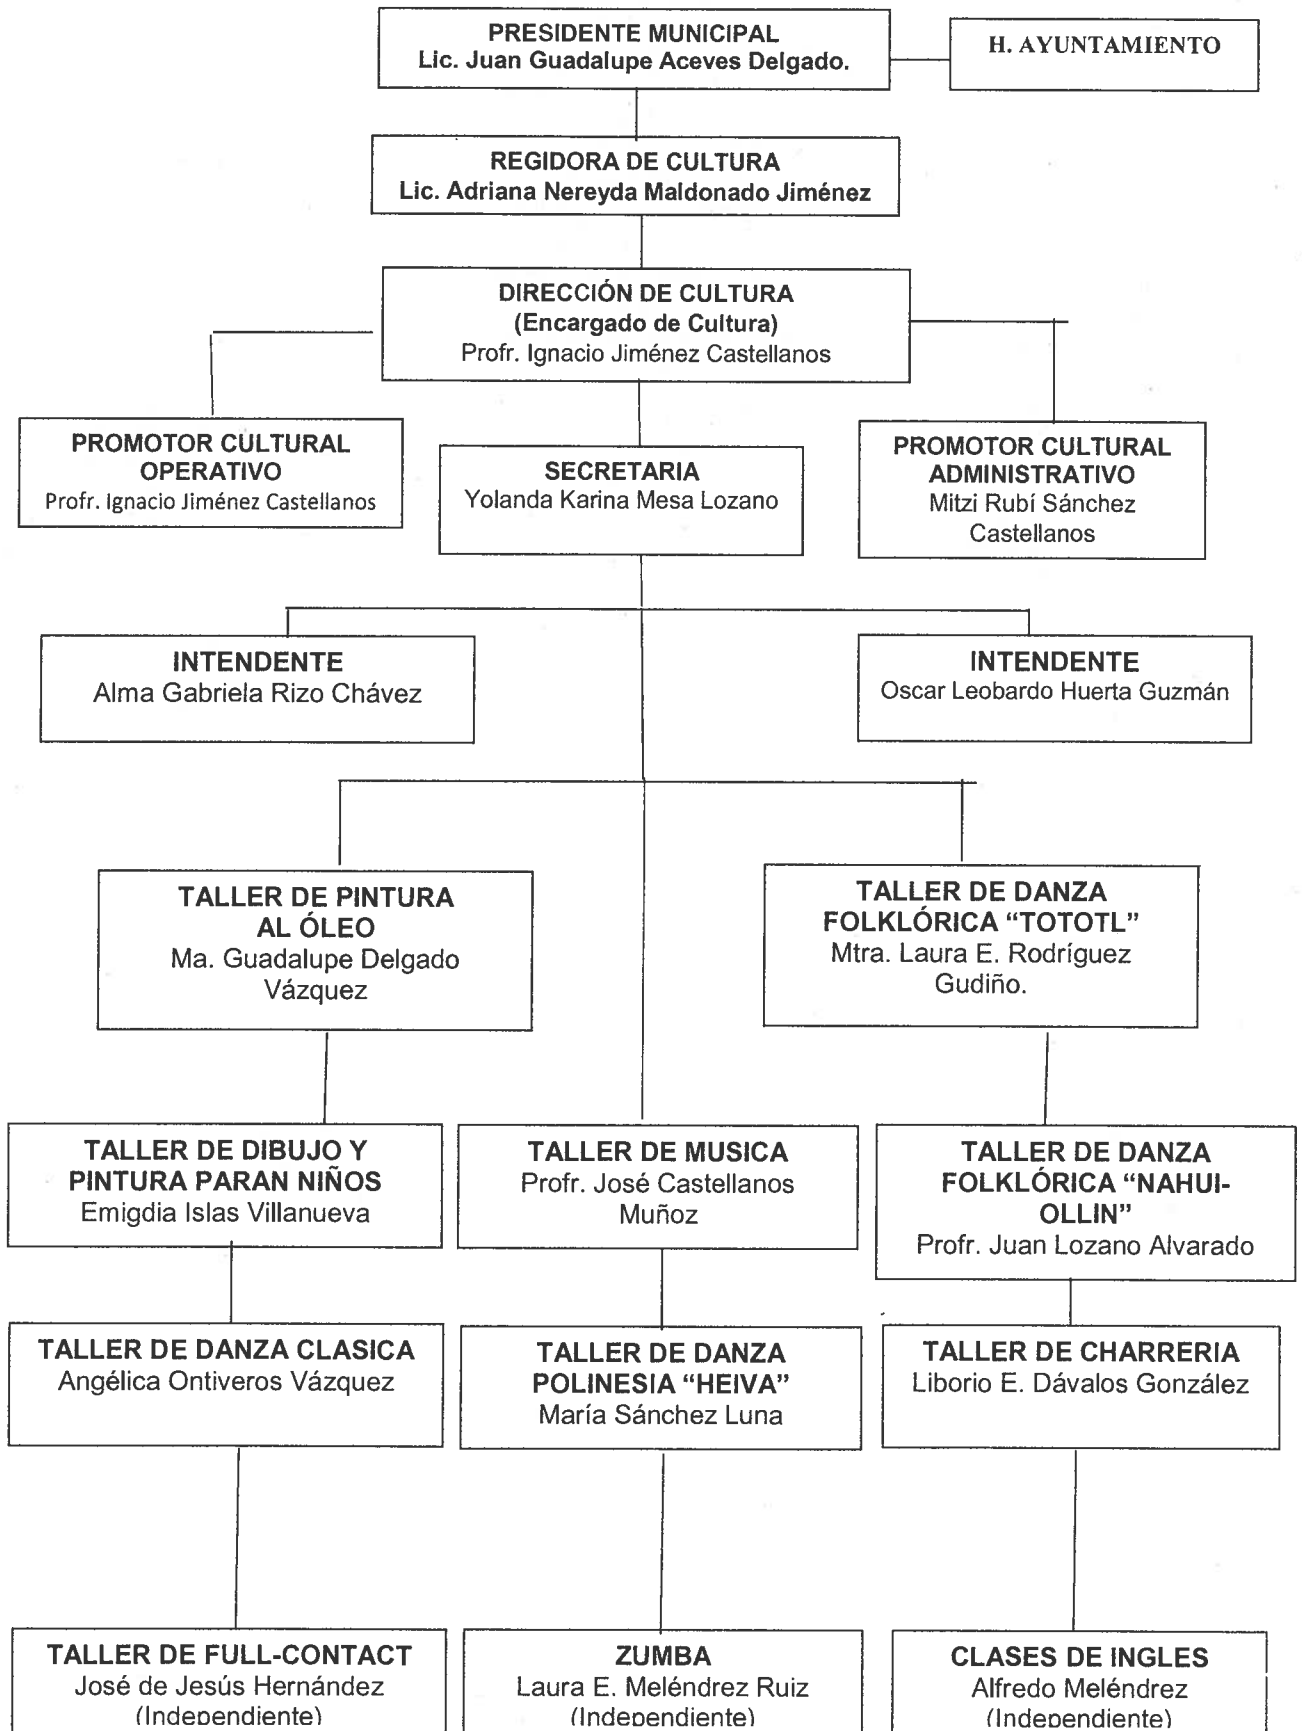 PRESIDENTE MUNICIPAL
Lic. Juan Guadalupe Aceves Delgado.
H. AYUNTAMIENTO
REGIDORA DE CULTURA
Lic. Adriana Nereyda Maldonado Jiménez
DIRECCIÓN DE CULTURA
(Encargado de Cultura)
Profr. Ignacio Jiménez Castellanos
PROMOTOR CULTURAL
OPERATIVO
Profr. Ignacio Jiménez Castellanos
SECRETARIA
Yolanda Karina Mesa Lozano
PROMOTOR CULTURAL
ADMINISTRATIVO
Mitzi Rubí Sánchez
Castellanos
INTENDENTE
Alma Gabriela Rizo Chávez
INTENDENTE
Oscar Leobardo Huerta Guzmán
TALLER DE PINTURA
AL ÓLEO
Ma. Guadalupe Delgado
Vázquez
TALLER DE DANZA
FOLKLÓRICA “TOTOTL”
Mtra. Laura E. Rodríguez
Gudiño.
TALLER DE DIBUJO Y
PINTURA PARAN NIÑOS
Emigdia Islas Villanueva
TALLER DE MUSICA
Profr. José Castellanos
Muñoz
TALLER DE DANZA
FOLKLÓRICA “NAHUI-
OLLIN”
Profr. Juan Lozano Alvarado
TALLER DE DANZA CLASICA
Angélica Ontiveros Vázquez
TALLER DE DANZA
POLINESIA “HEIVA”
María Sánchez Luna
TALLER DE CHARRERIA
Liborio E. Dávalos González
TALLER DE FULL-CONTACT
José de Jesús Hernández
(Independiente)
ZUMBA
Laura E. Meléndrez Ruiz
(Independiente)
CLASES DE INGLES
Alfredo Meléndrez
(Independiente)